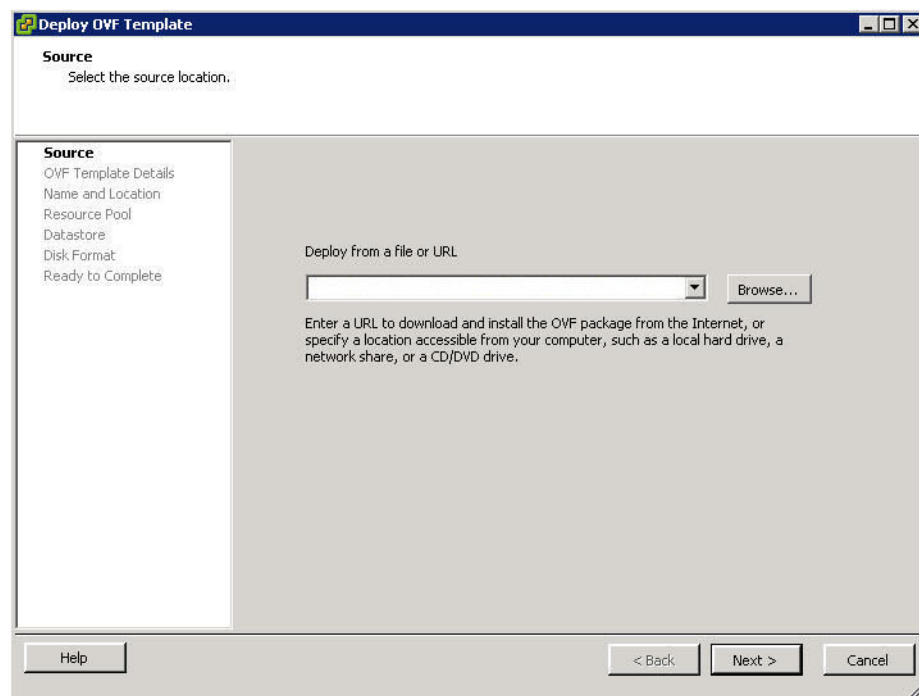 Deploy OVF Template
Source
Select the source location.
Source
OVF Template Details
Name and Location
Resource Pool
Datastore
Disk Format
Ready to Complete
Deploy from a file or URL
Browse...
Enter a URL to download and install the OVF package from the Internet, or
specify a location accessible from your computer, such as a local hard drive, a
network share, or a CD/DVD drive.
Help
< Back
Next >
Cancel